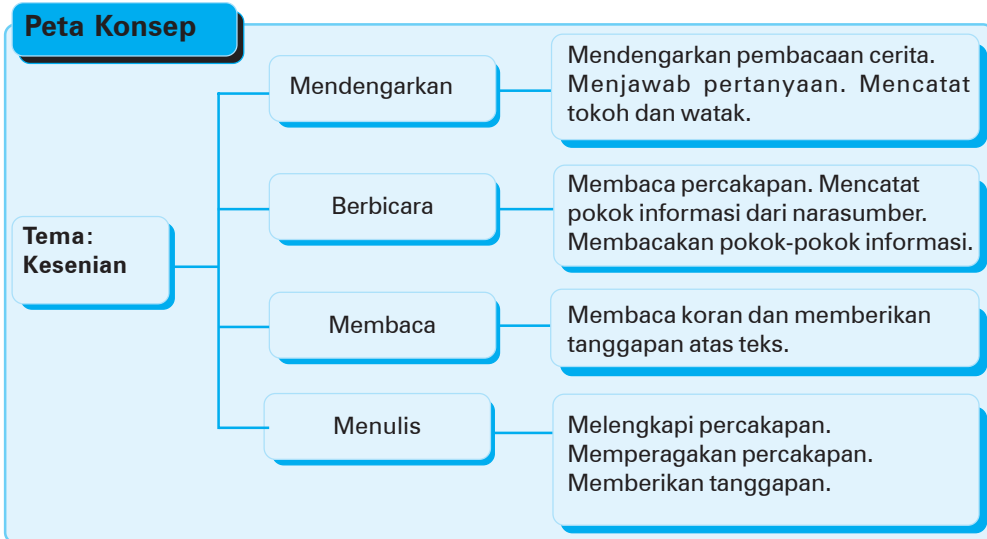 Peta Konsep
Tema:
Kesenian
Mendengarkan
Mendengarkan pembacaan cerita.
Menjawab pertanyaan. Mencatat
tokoh dan watak.
Berbicara
Membaca percakapan. Mencatat
pokok informasi dari narasumber.
Membacakan pokok-pokok informasi.
Membaca
Membaca koran dan memberikan
tanggapan atas teks.
Menulis
Melengkapi percakapan.
Memperagakan percakapan.
Memberikan tanggapan.